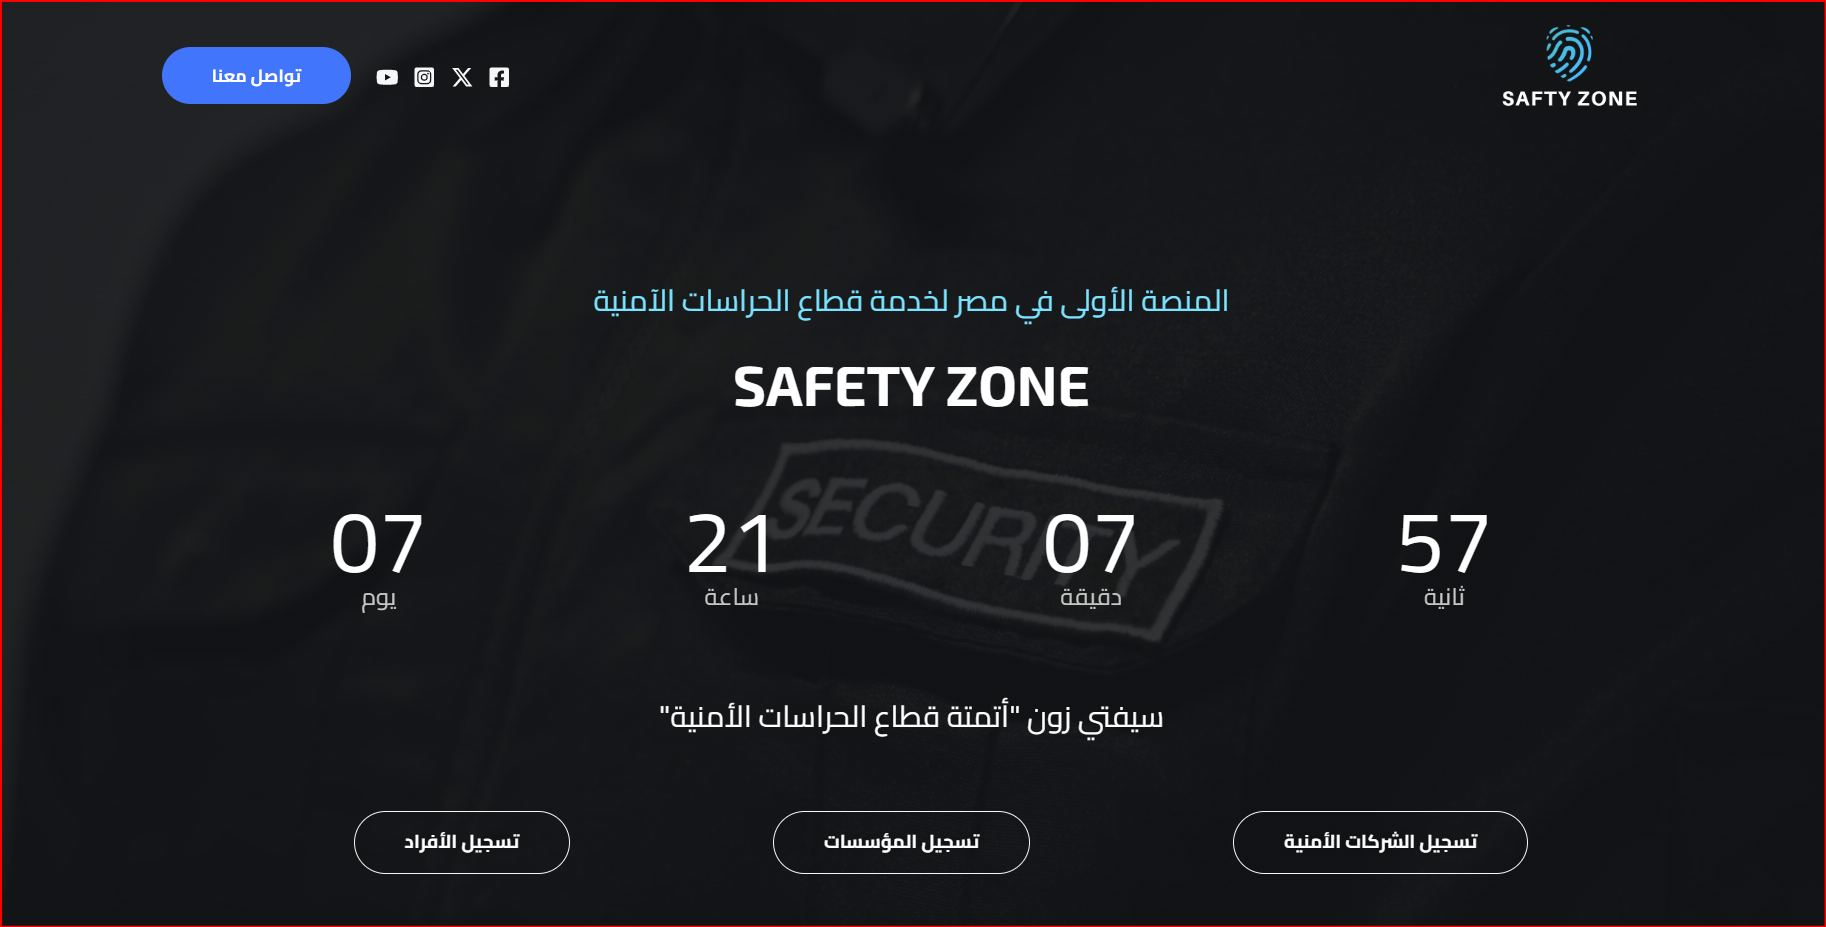 SAFTY ZONE
تواصل معنا
المنصة الأولى في مصر لخدمة قطاع الحراسات الآمنية
SAFETY ZONE
SECURITY
57 07 21 07
ثانية دقيقة ساعة يوم
سيفتي زون "أتمتة قطاع الحراسات الأمنية"
تسجيل الشركات الأمنية تسجيل المؤسسات تسجيل الأفراد